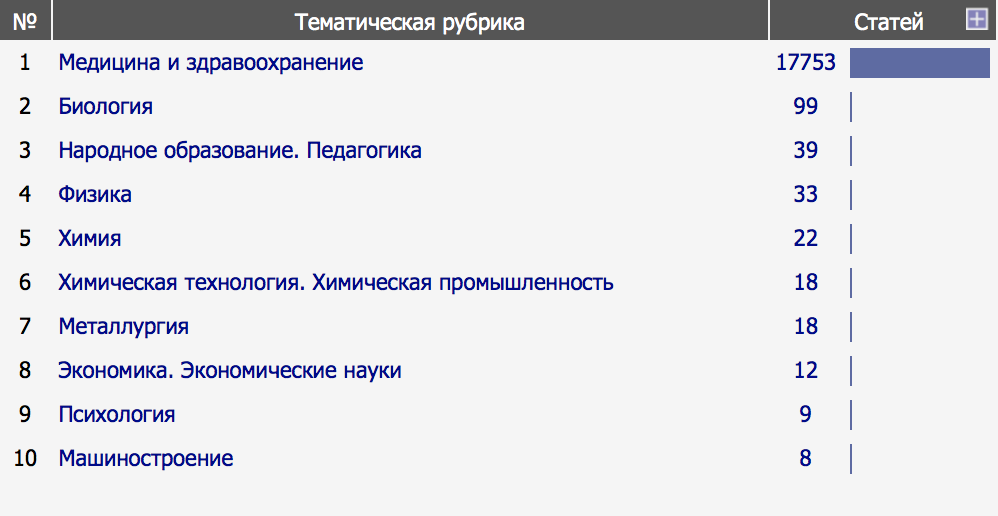 № Тематическая рубрика Статей
1 Медицина и здравоохранение 17753
2 Биология 99
3 Народное образование. Педагогика 39
4 Физика 33
5 Химия 22
6 Химическая технология. Химическая промышленность 18
7 Металлургия 18
8 Экономика. Экономические науки 12
9 Психология 9
10 Машиностроение 8